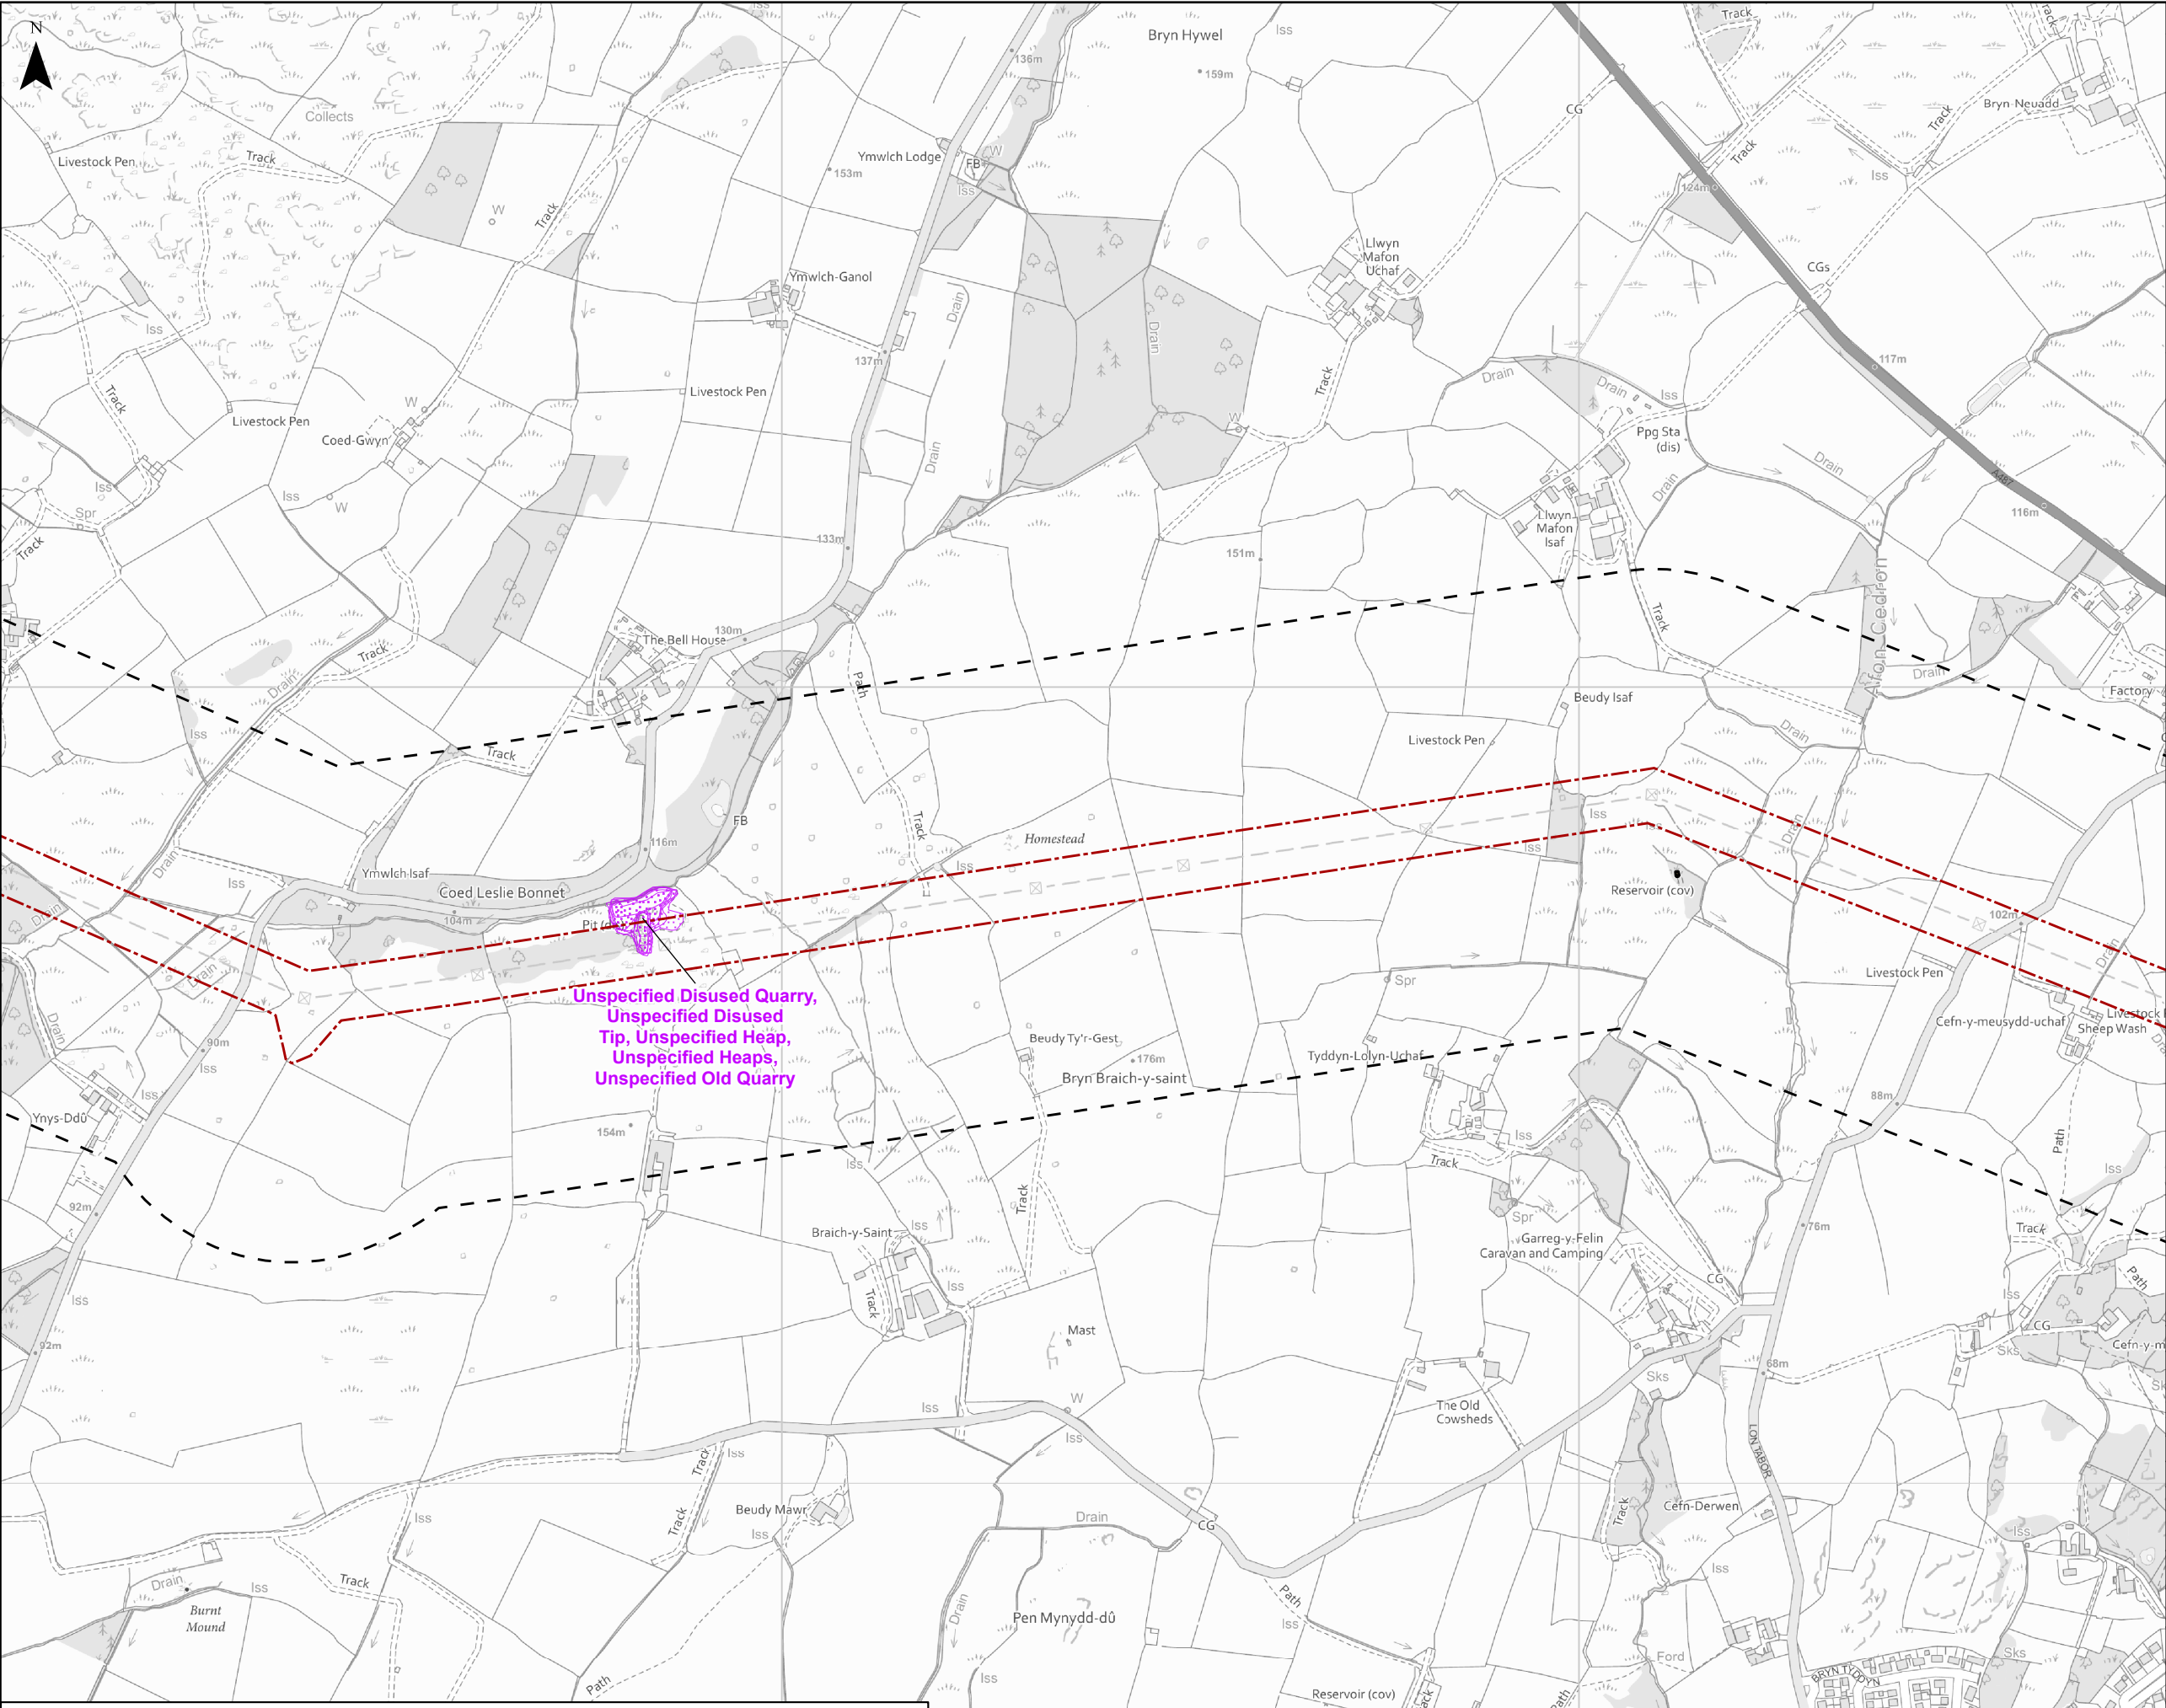 N
Iss
Track
Bryn Hywel
Iss
Track
Track
136m
159m
Collects
CG
Bryn-Neuadd
Track
Livestock Pen
Track
Ymwlch Lodge
FB
W
Track
153m
Iss
124m
Iss
W
Track
Llwyn
Mafon
Uchaf
CGs
Ymwlch-Ganol
Drain
Iss
Drain
137m
117m
Track
Track
Drain
Drain
Iss
Livestock Pen
W
Livestock Pen
Coed-Gwyn
W
Ppg Sta
(dis)
Drain
Drain
Iss
Iss
W
Drain
A487
Spr
116m
Llwyn
Mafon
Isaf
Track
133m
151m
Afon Cedron
Track
130m
The Bell House
Track
Drain
Path
Drain
Factory
Beudy Isaf
Iss
Drain
Livestock Pen
Track
FB
Track
Homestead
Iss
Drain
116m
Iss
Iss
Iss
Drain
Ymwlch Isaf
Iss
Coed Leslie Bonnet
Reservoir (cov)
104m
Drain
Pit
102m
Drain
Drain
Livestock Pen
Spr
Unspecified Disused Quarry,
Unspecified Disused
Tip, Unspecified Heap,
Unspecified Heaps,
Unspecified Old Quarry
Drain
90m
Cefn-y-meusydd-uchaf
Livestock
Sheep Wash
Beudy Ty'r-Gest
Iss
176m
Tyddyn-Lolyn-Uchaf
Bryn Braich-y-saint
Iss
88m
Ynys-Ddû
154m
Iss
Path
Iss
Track
Iss
92m
Track
Spr
Braich-y-Saint
Iss
76m
Track
Garreg-y-Felin
Caravan and Camping
Path
CG
Iss
Iss
Iss
Track
Mast
CG
92m
Sks
Cefn-y-m
68m
Sks
W
The Old
Cowsheds
Iss
Iss
LON TABOR
Track
Iss
Beudy Mawr
Cefn-Derwen
Iss
Track
Iss
Drain
CG
Track
Iss
Drain
Iss
Track
Iss
Path
Burnt
Mound
Drain
Pen Mynydd-dû
Iss
Ford
Sks
Iss
BRYN TYDDYN
Path
Reservoir (cov)